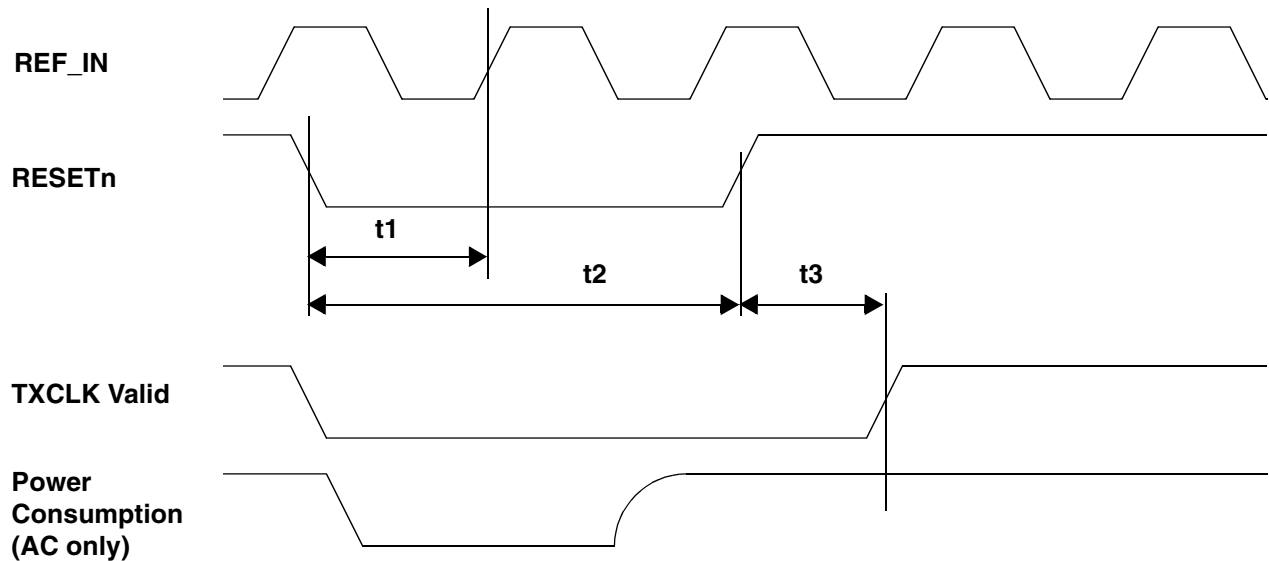 REF_IN
RESETn
t1
t2
t3
TXCLK Valid
Power
Consumption
(AC only)